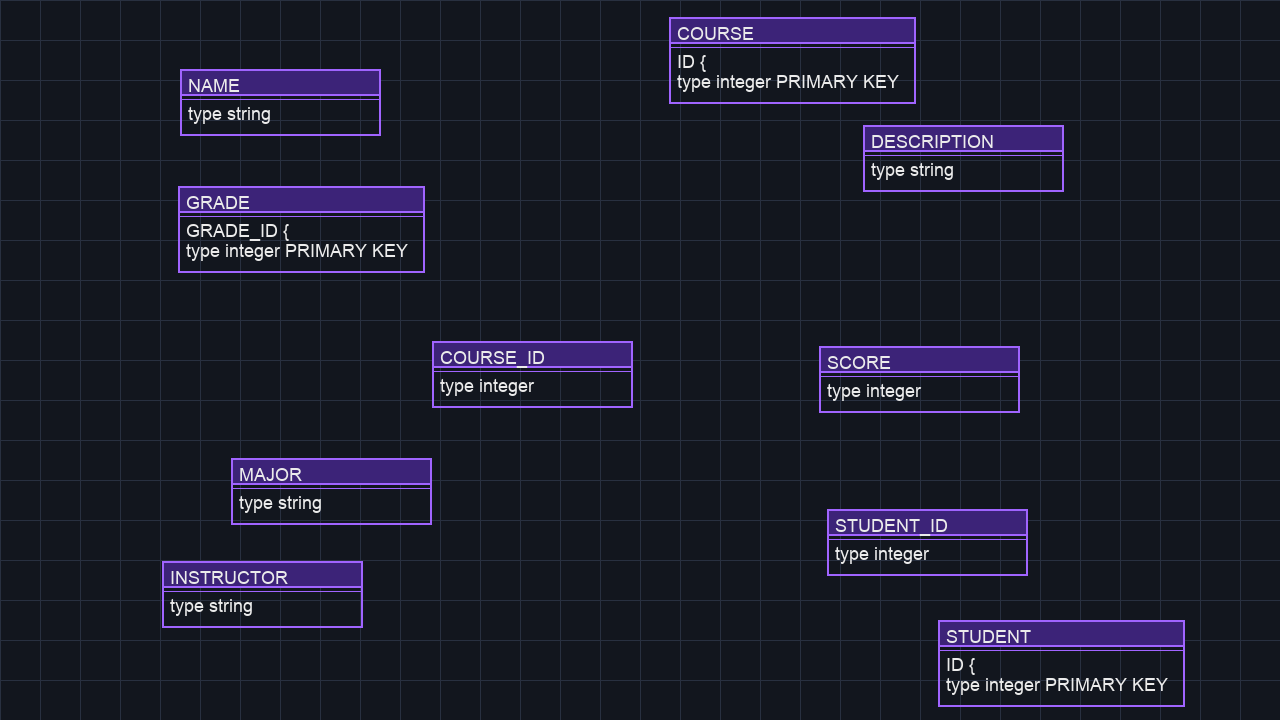 COURSE
ID {
type integer PRIMARY KEY
NAME
type string
DESCRIPTION
type string
GRADE
GRADE_ID {
type integer PRIMARY KEY
COURSE_ID
type integer
SCORE
type integer
MAJOR
type string
STUDENT_ID
type integer
INSTRUCTOR
type string
STUDENT
ID {
type integer PRIMARY KEY